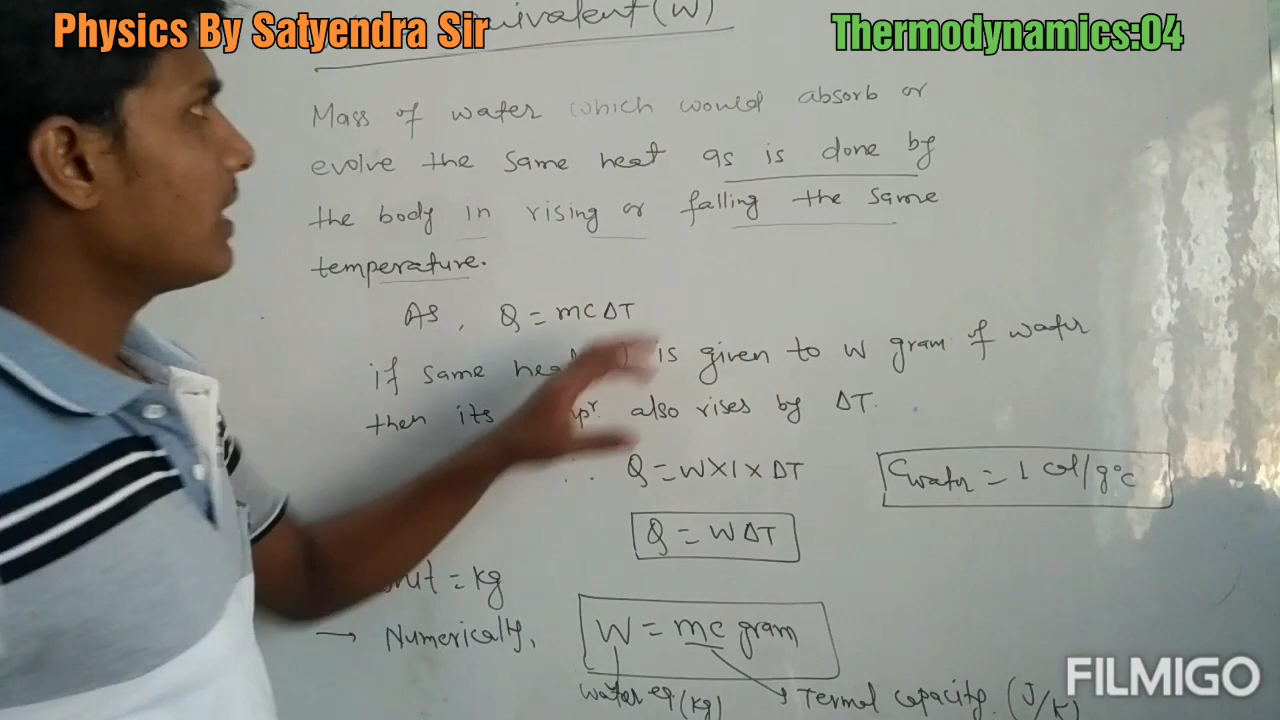 Physics By Satyendra Sir
Thermodynamics:04
(W)
Mass of water which would absorb or
evolve the same heat as is done by
the body in rising or falling the same
temperature.
As, Q = mcΔT
if same is given to W gram of water
then its also rises by ΔT.
∴ Q = W×1×ΔT
Cwater = 1 cal/g°C
Q = WΔT
= kg
→ Numerically, W = mc gram
water eq (kg)
Termal capacity. (J/K)
FILMIGO